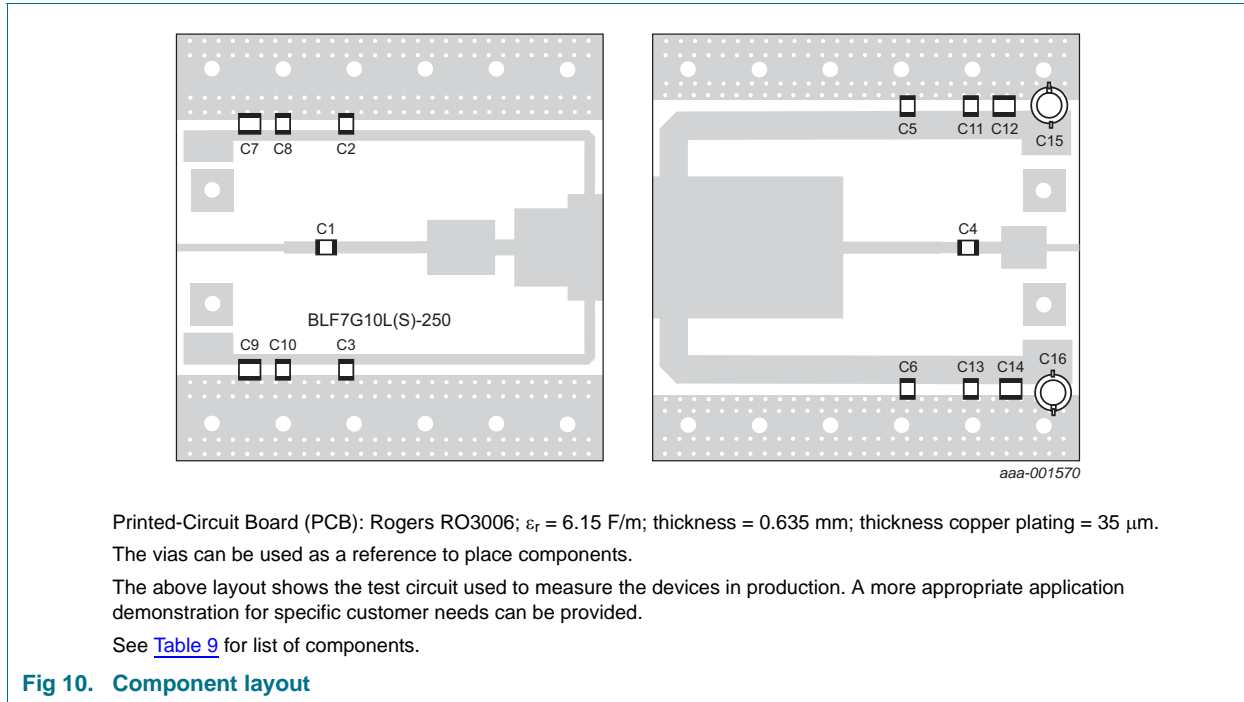 C7 C8 C2
C1
BLF7G10L(S)-250
C9 C10 C3
C5 C11 C12 C15
C4
C6 C13 C14 C16
aaa-001570
Printed-Circuit Board (PCB): Rogers RO3006; εr = 6.15 F/m; thickness = 0.635 mm; thickness copper plating = 35 μm.
The vias can be used as a reference to place components.
The above layout shows the test circuit used to measure the devices in production. A more appropriate application
demonstration for specific customer needs can be provided.
See Table 9 for list of components.
Fig 10. Component layout